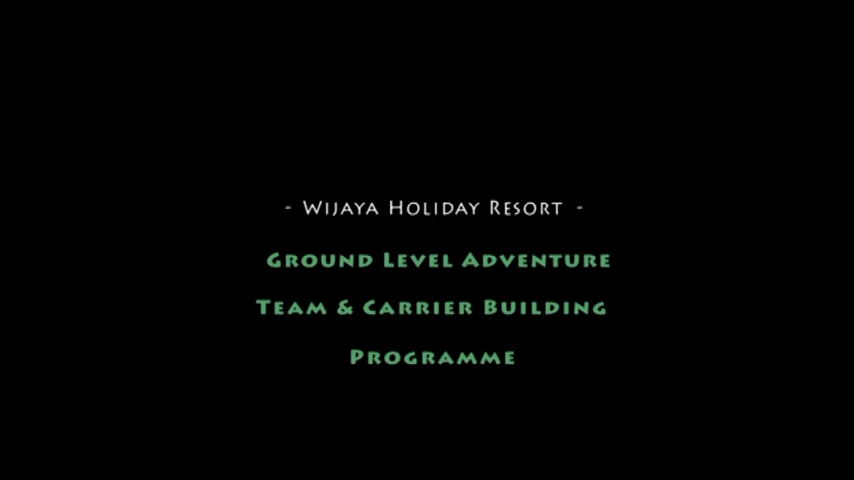 - Wijaya Holiday Resort -
Ground Level Adventure
Team & Carrier Building
Programme